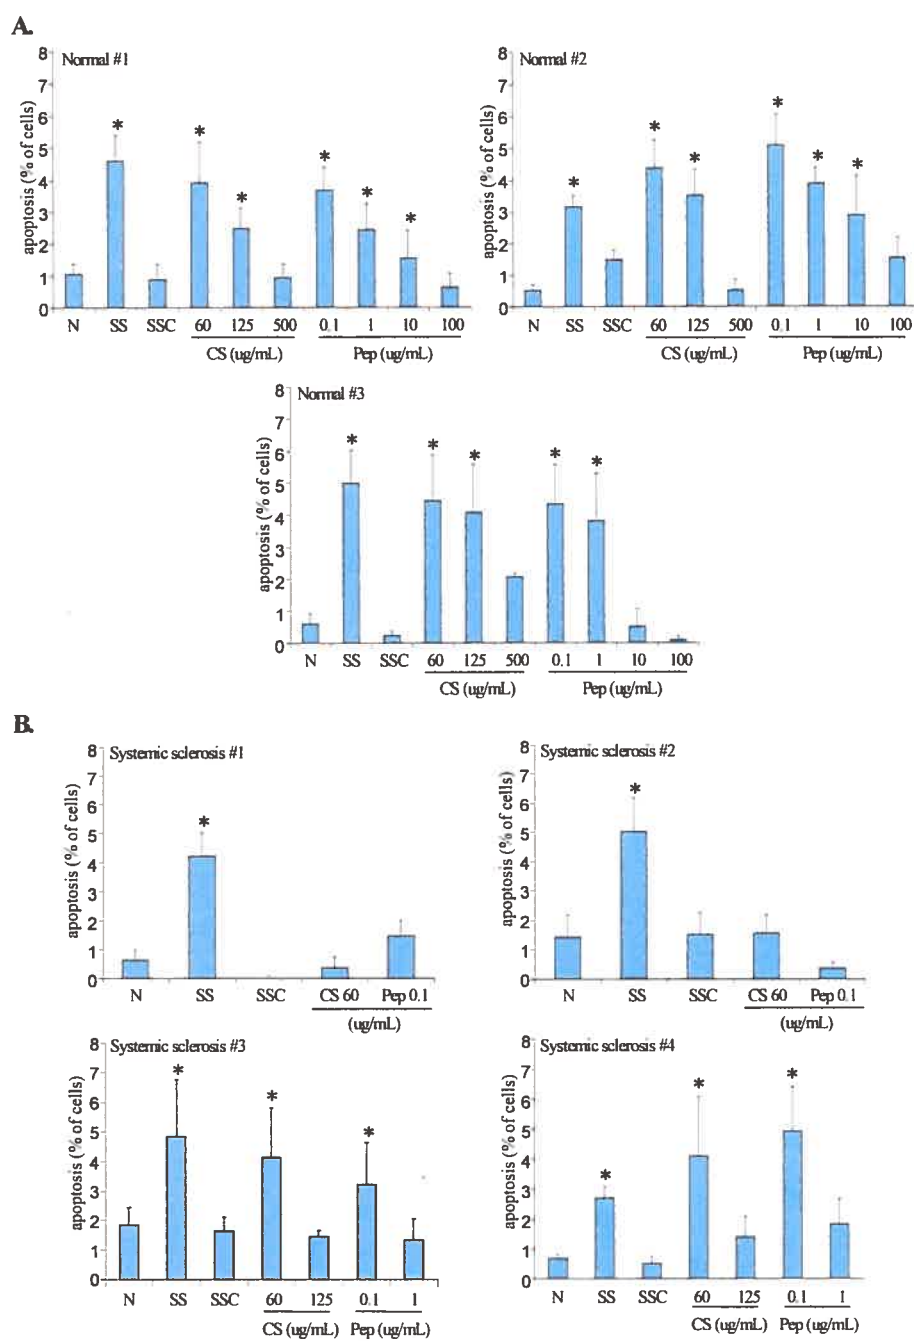 A.
Normal #1
apoptosis (% of cells)
8
7
6
5
4
3
2
1
0
* * * * * *
N SS SSC 60 125 500 0.1 1 10 100
CS (ug/mL) Pep (ug/mL)
Normal #2
apoptosis (% of cells)
8
7
6
5
4
3
2
1
0
* * * * * *
N SS SSC 60 125 500 0.1 1 10 100
CS (ug/mL) Pep (ug/mL)
Normal #3
apoptosis (% of cells)
8
7
6
5
4
3
2
1
0
* * * * *
N SS SSC 60 125 500 0.1 1 10 100
CS (ug/mL) Pep (ug/mL)
B.
Systemic sclerosis #1
apoptosis (% of cells)
8
7
6
5
4
3
2
1
0
*
N SS SSC CS 60 Pep 0.1
(ug/mL)
Systemic sclerosis #2
apoptosis (% of cells)
8
7
6
5
4
3
2
1
0
*
N SS SSC CS 60 Pep 0.1
(ug/mL)
Systemic sclerosis #3
apoptosis (% of cells)
8
7
6
5
4
3
2
1
0
* * *
N SS SSC 60 125 0.1 1
CS (ug/mL) Pep (ug/mL)
Systemic sclerosis #4
apoptosis (% of cells)
8
7
6
5
4
3
2
1
0
* * *
N SS SSC 60 125 0.1 1
CS (ug/mL) Pep (ug/mL)